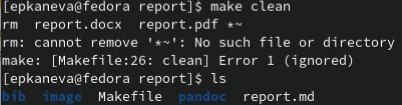 [epkaneva@fedora report]$ make clean
rm  report.docx  report.pdf *~
rm: cannot remove '*~': No such file or directory
make: [Makefile:26: clean] Error 1 (ignored)
[epkaneva@fedora report]$ ls
bib  image  Makefile  pandoc  report.md